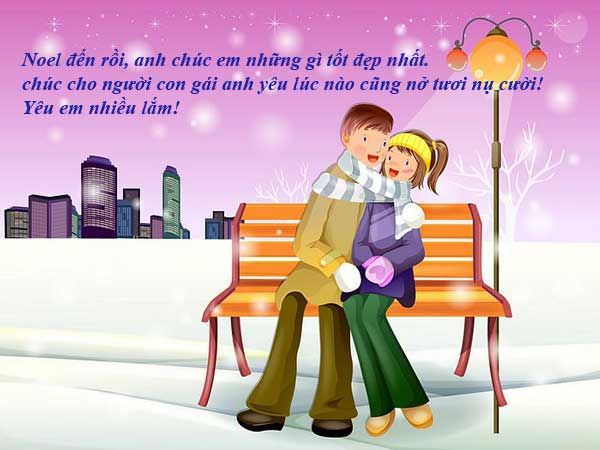 Noel đến rồi, anh chúc em những gì tốt đẹp nhất.
chúc cho người con gái anh yêu lúc nào cũng nở tươi nụ cười!
Yêu em nhiều lắm!